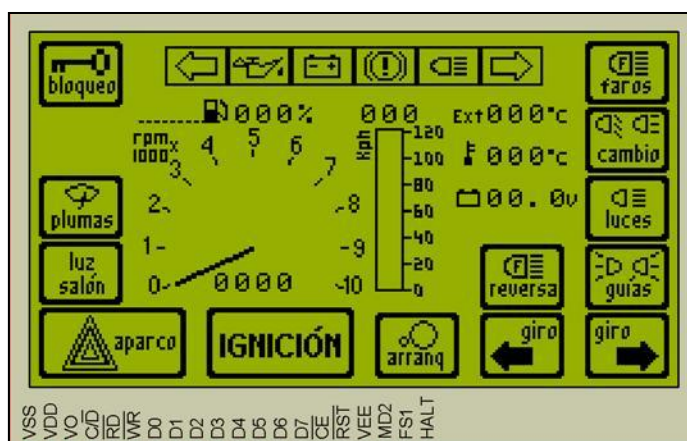 bloqueo
faros
000%
000
Ext000°c
rpm x
1000
Kph
0
1
2
3
4
5
6
7
8
9
10
120
100
80
60
40
20
0
000°c
cambio
00.0v
plumas
luces
luz
salón
0000
reversa
guías
aparco
IGNICIÓN
arranq
giro
giro
VSS
VDD
VO
C/D
RD
WR
D0
D1
D2
D3
D4
D5
D6
D7
CE
RST
VEE
MD2
FS1
HALT